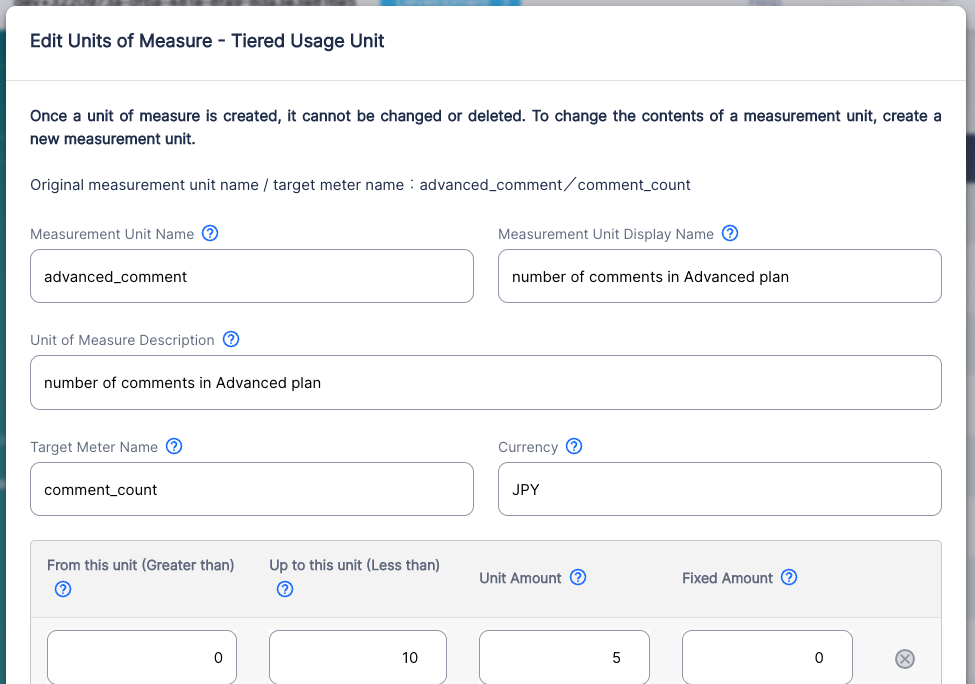 Edit Units of Measure - Tiered Usage Unit
Once a unit of measure is created, it cannot be changed or deleted. To change the contents of a measurement unit, create a
new measurement unit.
Original measurement unit name / target meter name：advanced_comment／comment_count
Measurement Unit Name ?
Measurement Unit Display Name ?
advanced_comment
number of comments in Advanced plan
Unit of Measure Description ?
number of comments in Advanced plan
Target Meter Name ?
Currency ?
comment_count
JPY
From this unit (Greater than) ?
Up to this unit (Less than) ?
Unit Amount ?
Fixed Amount ?
0
10
5
0